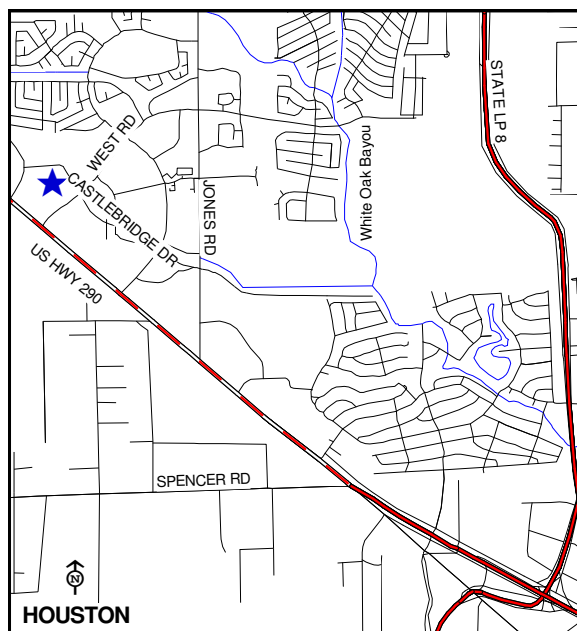 STATE LP 8
WEST RD
White Oak Bayou
CASTLEBRIDGE DR
JONES RD
US HWY 290
SPENCER RD
N
HOUSTON